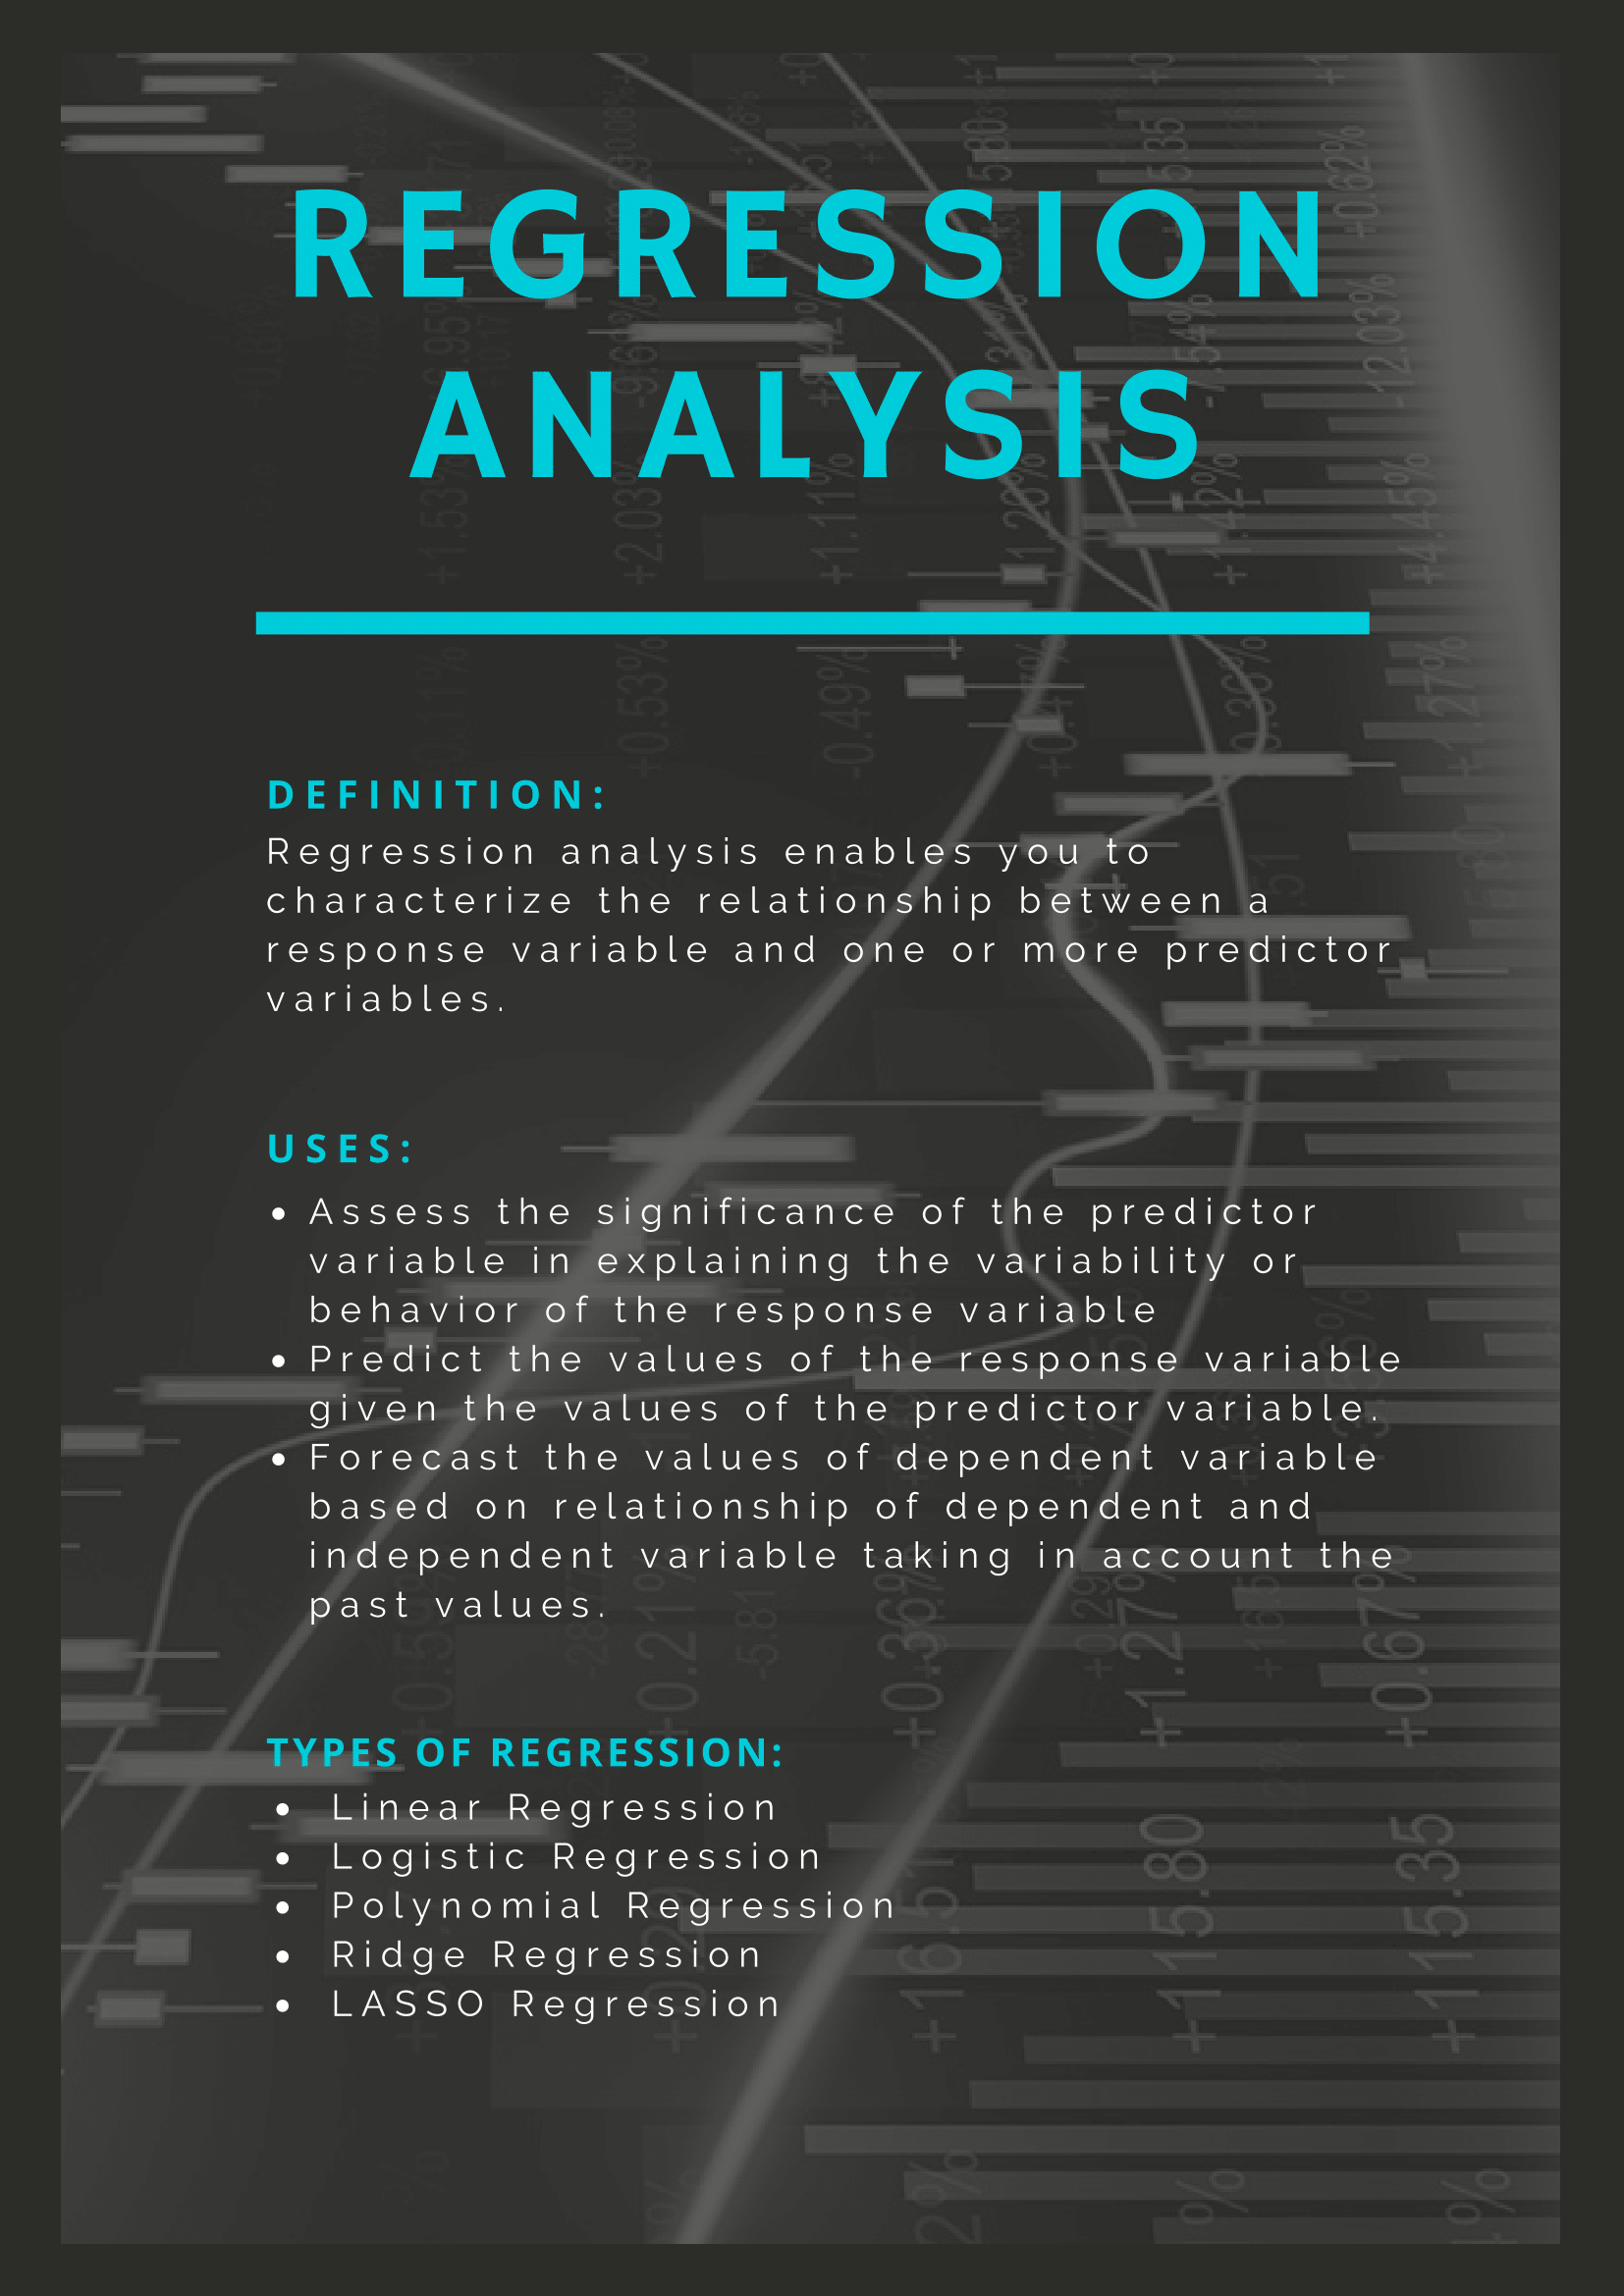 REGRESSION
ANALYSIS
DEFINITION:
Regression analysis enables you to
characterize the relationship between a
response variable and one or more predictor
variables.
USES:
• Assess the significance of the predictor
variable in explaining the variability or
behavior of the response variable
• Predict the values of the response variable
given the values of the predictor variable.
• Forecast the values of dependent variable
based on relationship of dependent and
independent variable taking in account the
past values.
TYPES OF REGRESSION:
• Linear Regression
• Logistic Regression
• Polynomial Regression
• Ridge Regression
• LASSO Regression